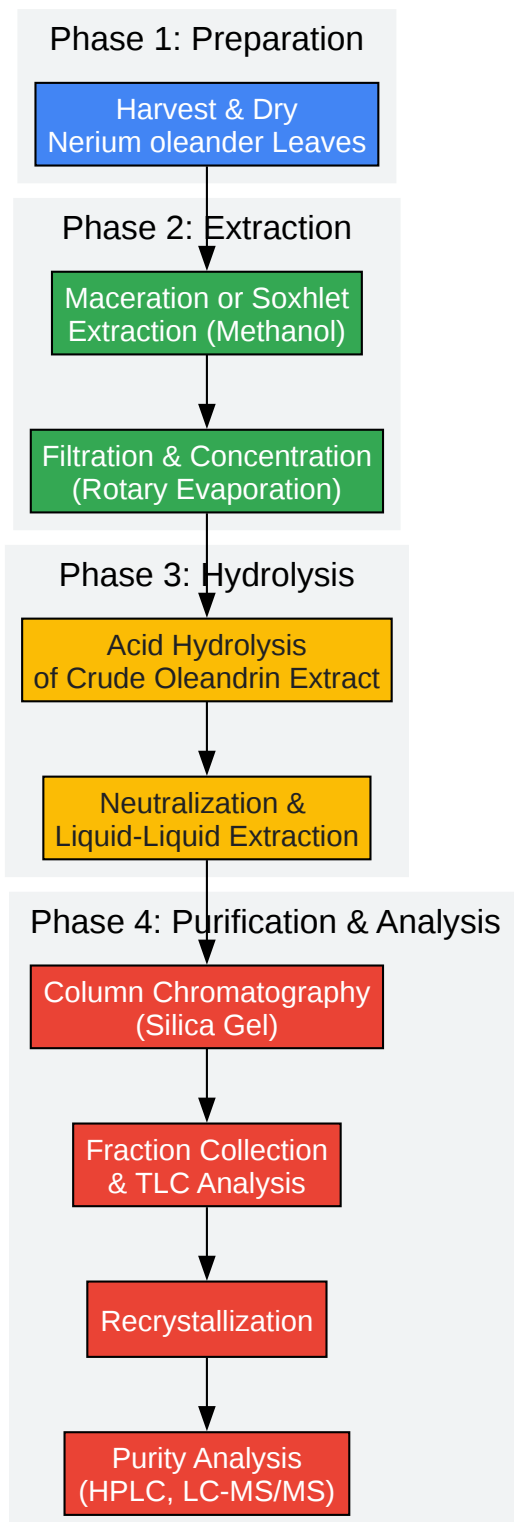 Phase 1: Preparation
Harvest & Dry
Nerium oleander Leaves
Phase 2: Extraction
Maceration or Soxhlet
Extraction (Methanol)
Filtration & Concentration
(Rotary Evaporation)
Phase 3: Hydrolysis
Acid Hydrolysis
of Crude Oleandrin Extract
Neutralization &
Liquid-Liquid Extraction
Phase 4: Purification & Analysis
Column Chromatography
(Silica Gel)
Fraction Collection
& TLC Analysis
Recrystallization
Purity Analysis
(HPLC, LC-MS/MS)